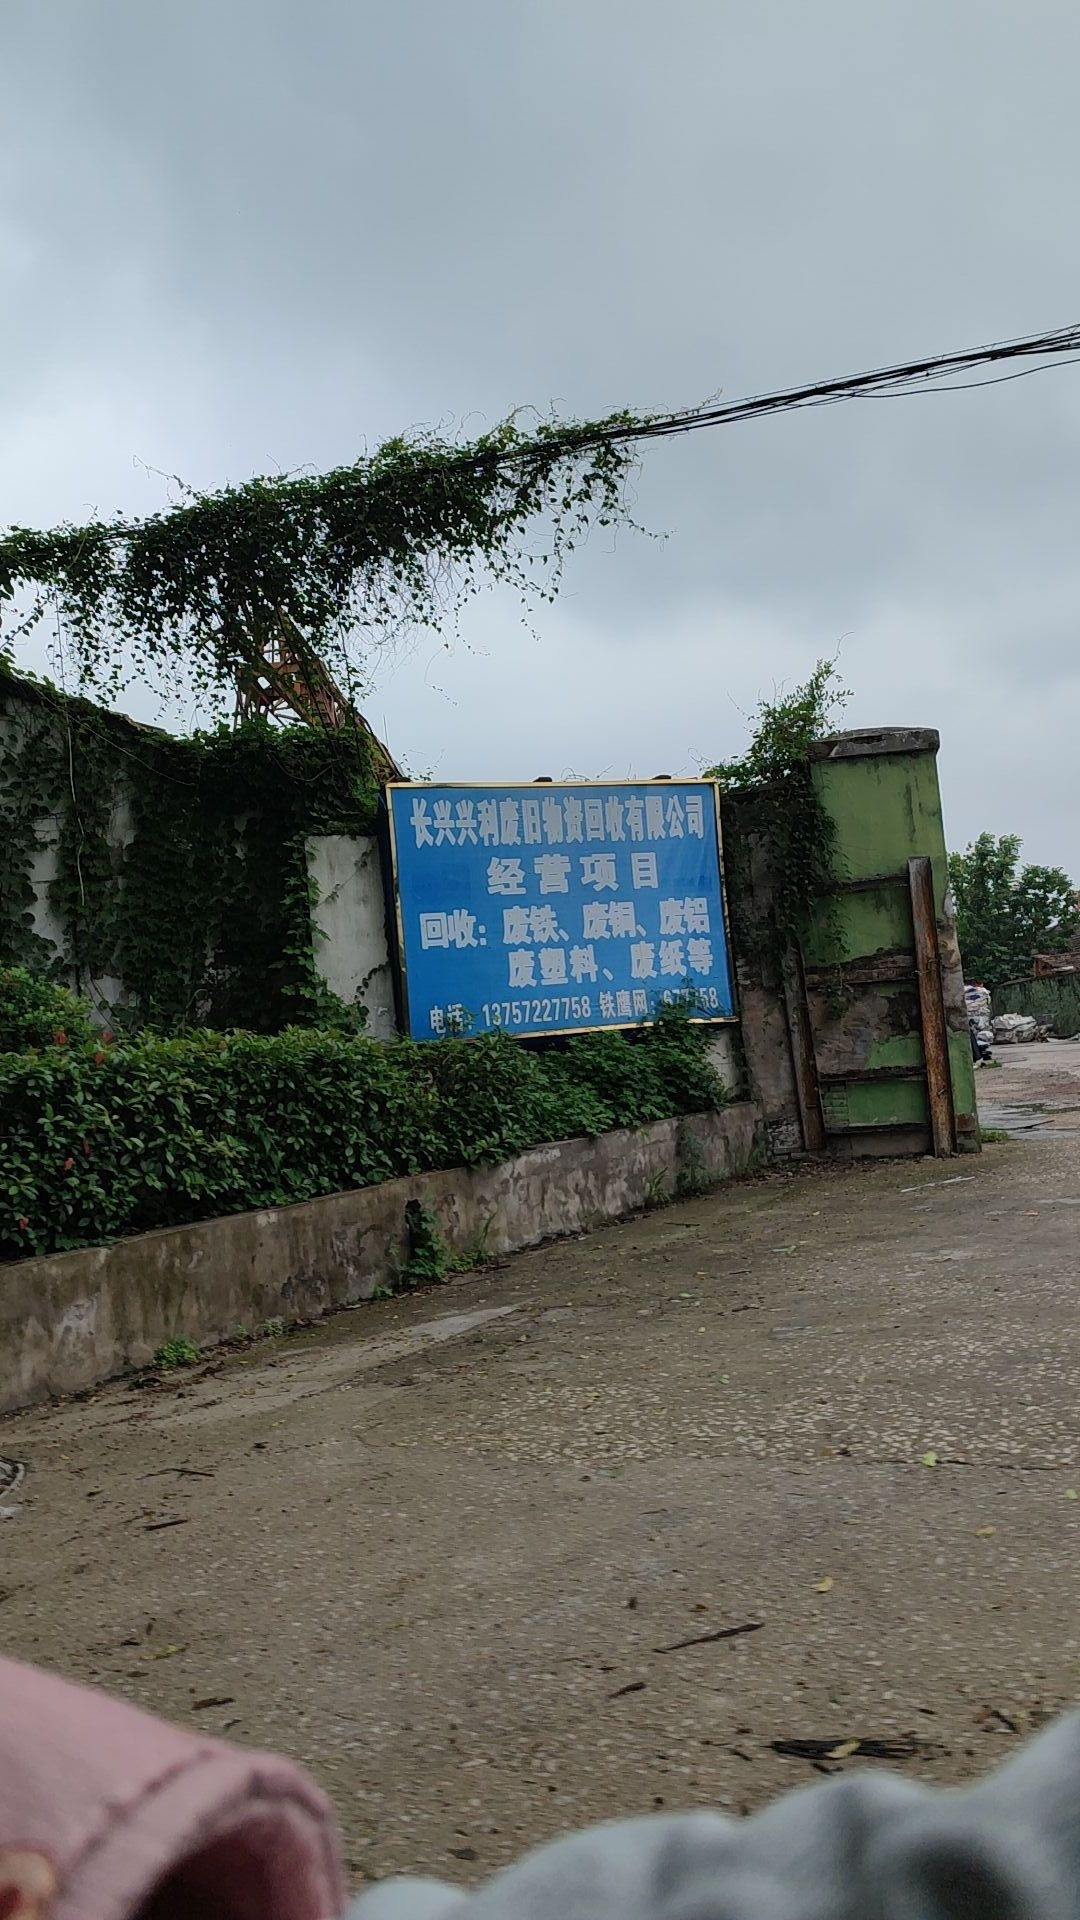 长兴兴利废旧物资回收有限公司
经营项目
回收：废铁、废铜、废铝
废塑料、废纸等
电话：13757227758 铁鹰网：